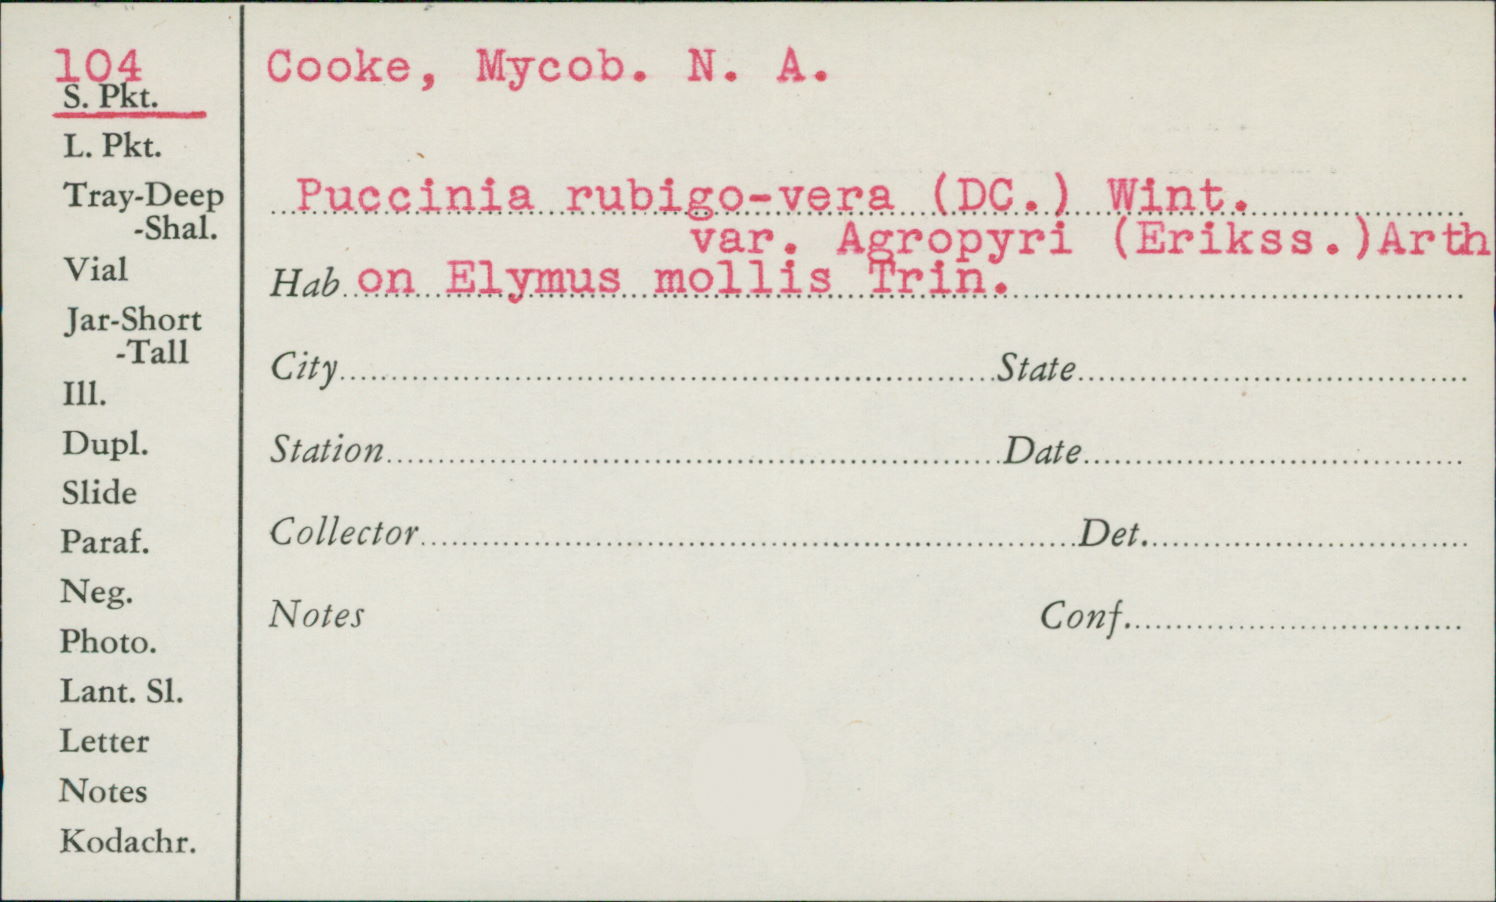 104
S. Pkt.
L. Pkt.
Tray-Deep
-Shal.
Vial
Jar-Short
-Tall
Ill.
Dupl.
Slide
Paraf.
Neg.
Photo.
Lant. Sl.
Letter
Notes
Kodachr.
Cooke, Mycob. N. A.
Puccinia rubigo-vera (DC.) Wint.
var. Agropyri (Erikss.)Arth
Hab on Elymus mollis Trin.
City State
Station Date
Collector Det.
Notes Conf.